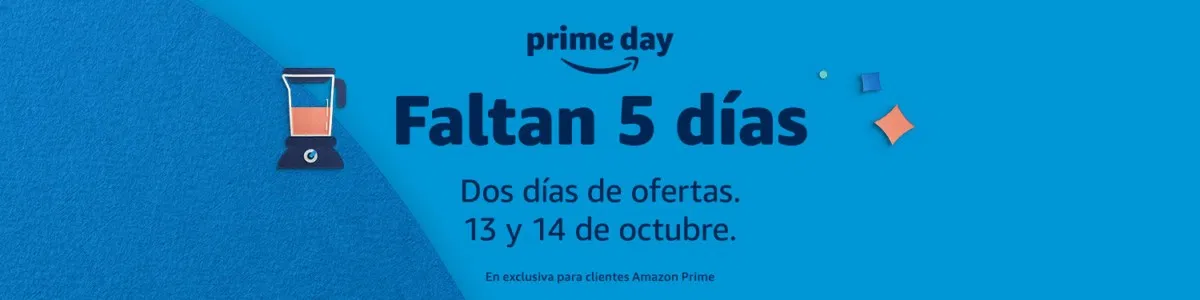 prime day
Faltan 5 días
Dos días de ofertas.
13 y 14 de octubre.
En exclusiva para clientes Amazon Prime